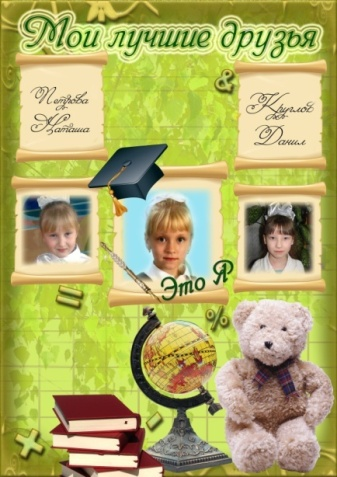 Мои лучшие друзья
&
Петрова
Наташа
Круглов
Данил
Это Я
=
%
+
-